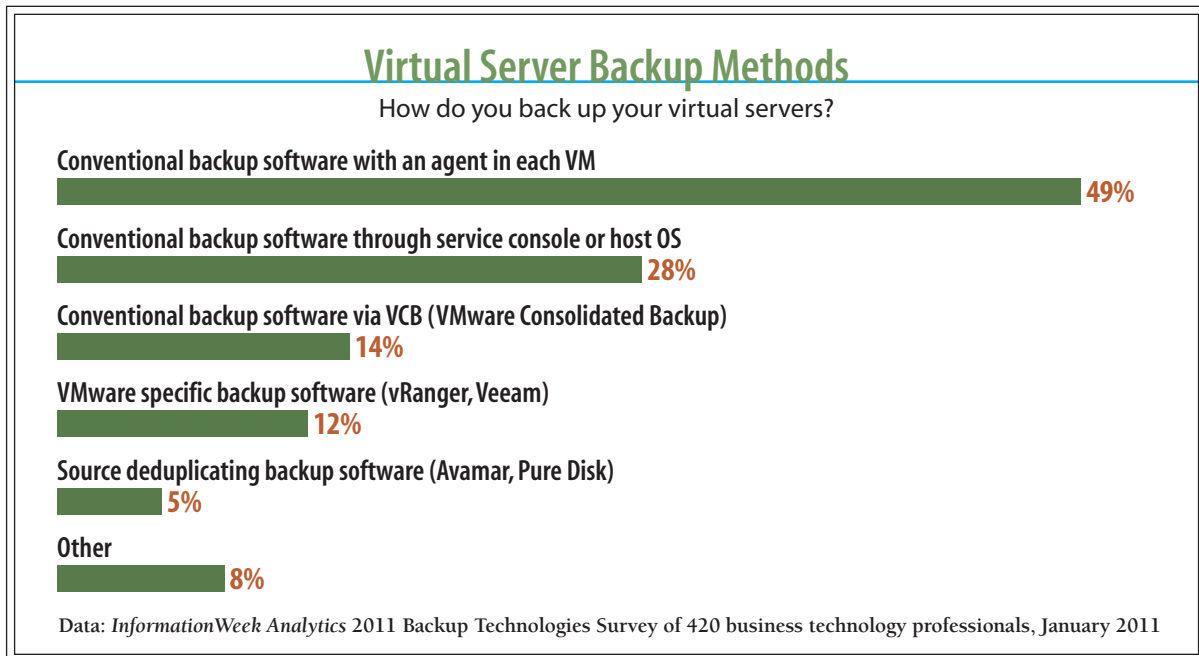 Virtual Server Backup Methods
How do you back up your virtual servers?
Conventional backup software with an agent in each VM
49%
Conventional backup software through service console or host OS
28%
Conventional backup software via VCB (VMware Consolidated Backup)
14%
VMware specific backup software (vRanger, Veeam)
12%
Source deduplicating backup software (Avamar, Pure Disk)
5%
Other
8%
Data: InformationWeek Analytics 2011 Backup Technologies Survey of 420 business technology professionals, January 2011